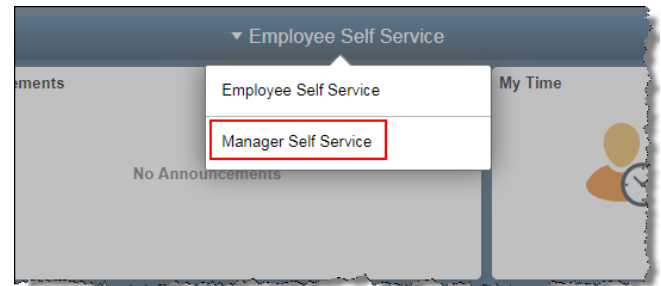 ▾ Employee Self Service
ements
Employee Self Service
My Time
Manager Self Service
No Announcements